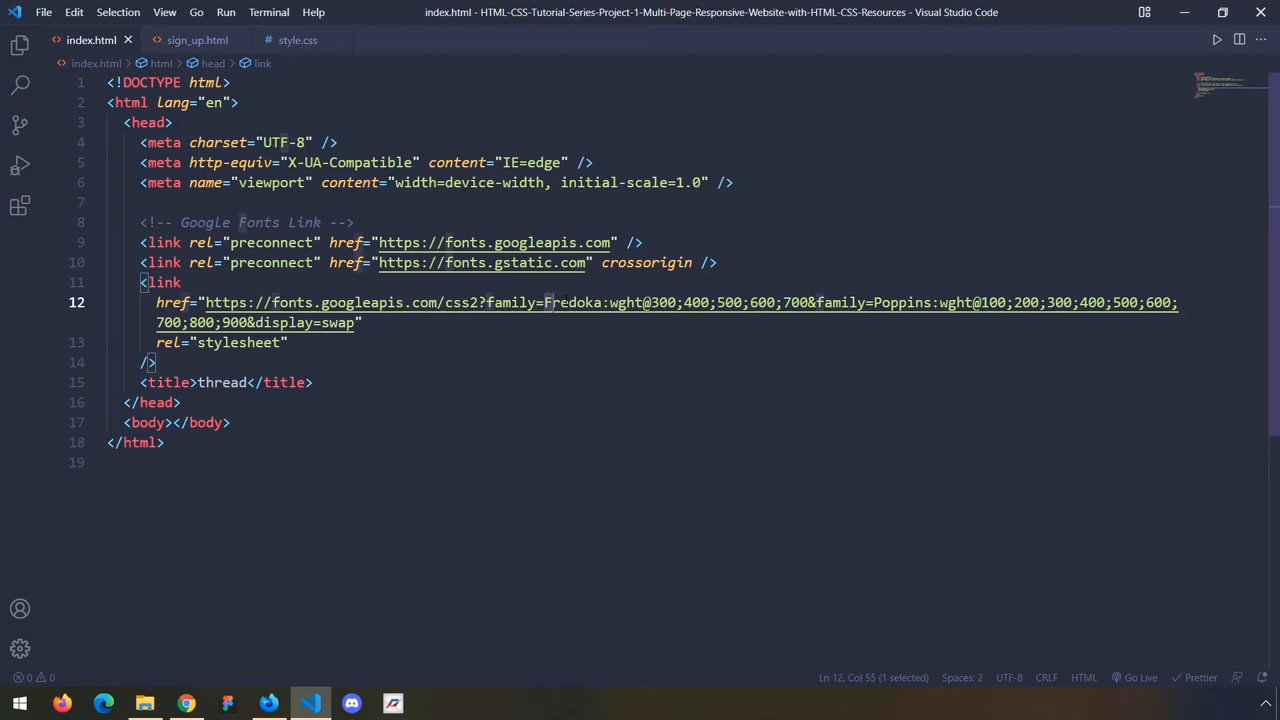 File Edit Selection View Go Run Terminal Help
index.html - HTML-CSS-Tutorial-Series-Project-1-Multi-Page-Responsive-Website-with-HTML-CSS-Resources - Visual Studio Code
index.html sign_up.html # style.css
index.html > html > head > link
1 <!DOCTYPE html>
2 <html lang="en">
3 <head>
4 <meta charset="UTF-8" />
5 <meta http-equiv="X-UA-Compatible" content="IE=edge" />
6 <meta name="viewport" content="width=device-width, initial-scale=1.0" />
7
8 <!-- Google Fonts Link -->
9 <link rel="preconnect" href="https://fonts.googleapis.com" />
10 <link rel="preconnect" href="https://fonts.gstatic.com" crossorigin />
11 <link
12 href="https://fonts.googleapis.com/css2?family=Fredoka:wght@300;400;500;600;700&family=Poppins:wght@100;200;300;400;500;600;
700;800;900&display=swap"
13 rel="stylesheet"
14 />
15 <title>thread</title>
16 </head>
17 <body></body>
18 </html>
19
0 0 Ln 12, Col 55 (1 selected) Spaces: 2 UTF-8 CRLF HTML Go Live Prettier